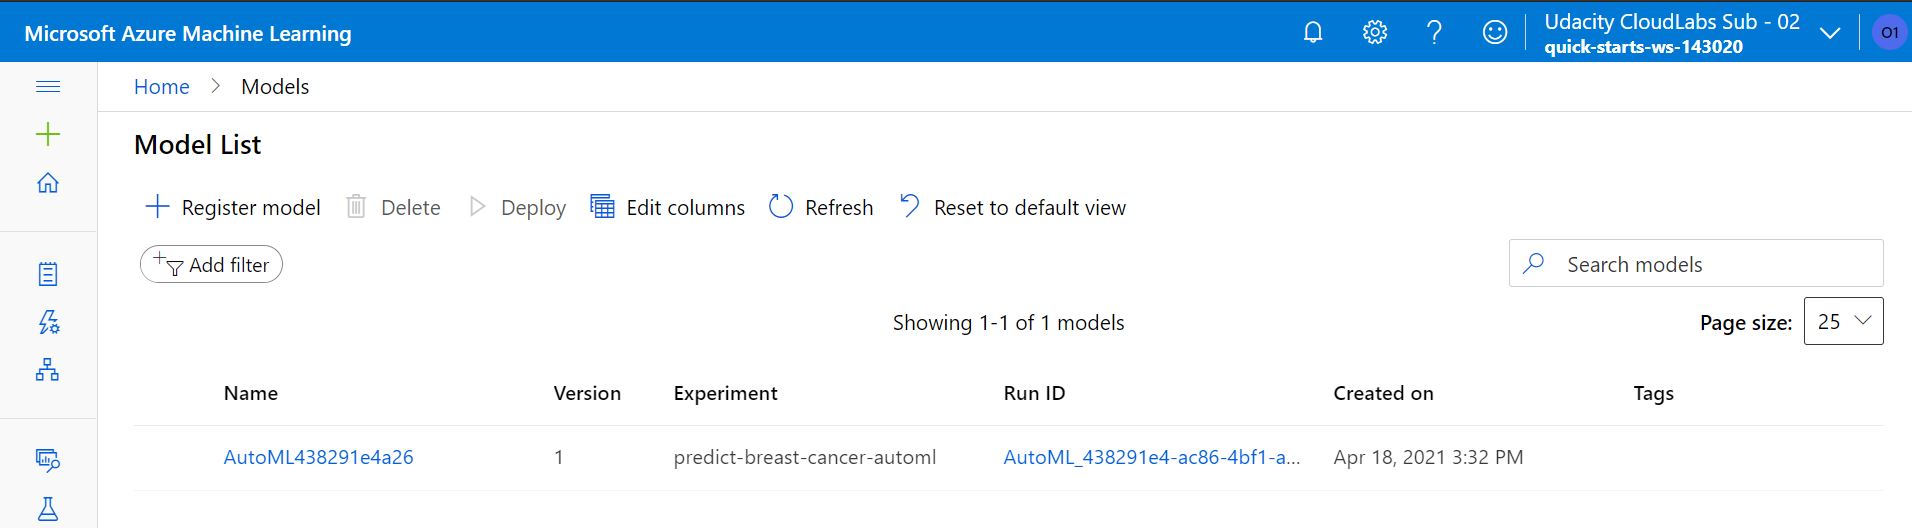 Microsoft Azure Machine Learning
Udacity CloudLabs Sub - 02
quick-starts-ws-143020
O1
Home > Models
Model List
Register model Delete Deploy Edit columns Refresh Reset to default view
Add filter
Search models
Showing 1-1 of 1 models
Page size: 25
Name Version Experiment Run ID Created on Tags
AutoML438291e4a26 1 predict-breast-cancer-automl AutoML_438291e4-ac86-4bf1-a... Apr 18, 2021 3:32 PM